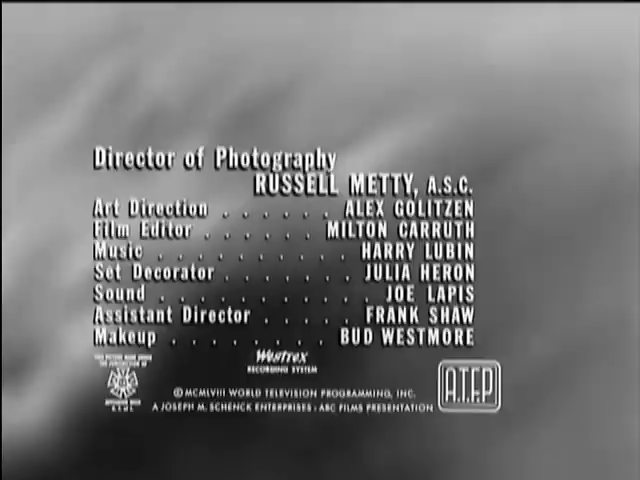 Director of Photography
RUSSELL METTY, A.S.C.
Art Direction . . . . . . ALEX GOLITZEN
Film Editor . . . . . . MILTON CARRUTH
Music . . . . . . . . . . HARRY LUBIN
Set Decorator . . . . . . . JULIA HERON
Sound . . . . . . . . . . . JOE LAPIS
Assistant Director . . . . . FRANK SHAW
Makeup . . . . . . . . BUD WESTMORE
Westrex
RECORDING SYSTEM
A.T.F.P
©MCMLVIII WORLD TELEVISION PROGRAMMING, INC.
A JOSEPH M. SCHENCK ENTERPRISES - ABC FILMS PRESENTATION